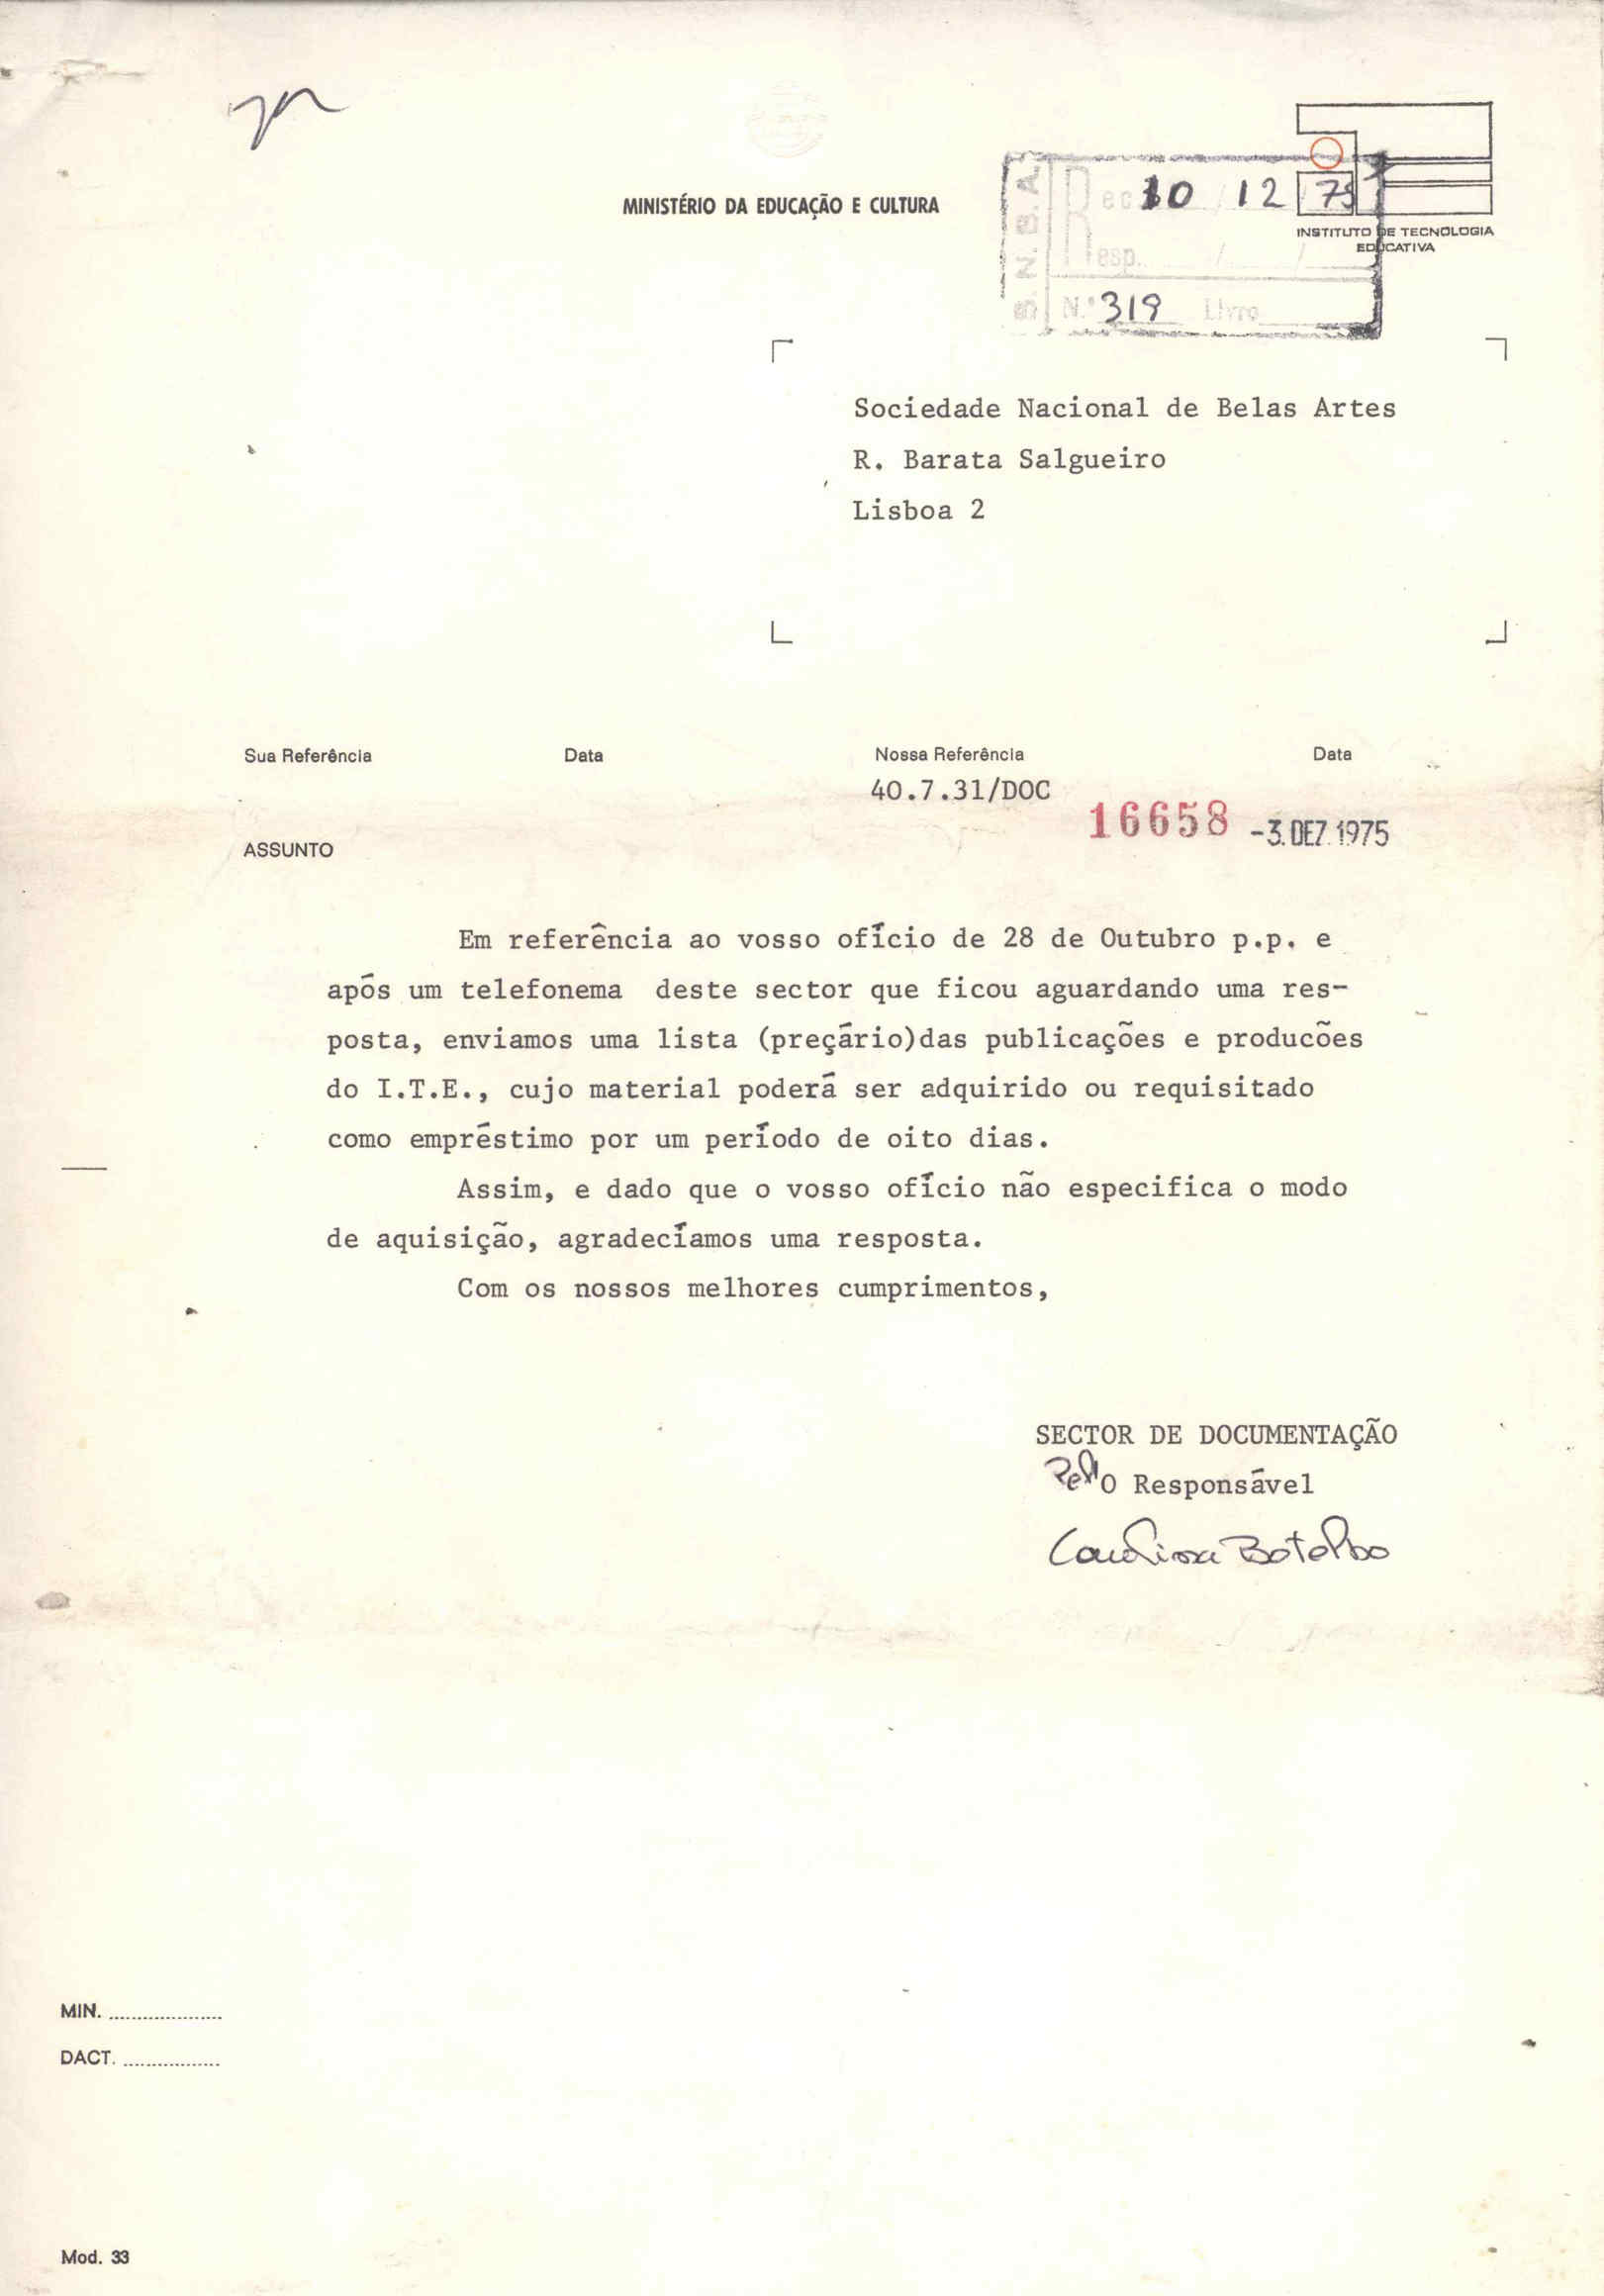 MINISTÉRIO DA EDUCAÇÃO E CULTURA
INSTITUTO DE TECNOLOGIA
EDUCATIVA
S. N. B. A.
Rec. 10 / 12 / 75
Resp. / /
N.º 319 Livro
Sociedade Nacional de Belas Artes
R. Barata Salgueiro
Lisboa 2
Sua Referência Data Nossa Referência Data
40.7.31/DOC
16658 -3. DEZ. 1975
ASSUNTO
Em referência ao vosso ofício de 28 de Outubro p.p. e
após um telefonema deste sector que ficou aguardando uma res-
posta, enviamos uma lista (preçário)das publicações e producões
do I.T.E., cujo material poderá ser adquirido ou requisitado
como empréstimo por um período de oito dias.
Assim, e dado que o vosso ofício não especifica o modo
de aquisição, agradecíamos uma resposta.
Com os nossos melhores cumprimentos,
SECTOR DE DOCUMENTAÇÃO
Pel'O Responsável
Botelho
MIN. ...................
DACT. ................
Mod. 33